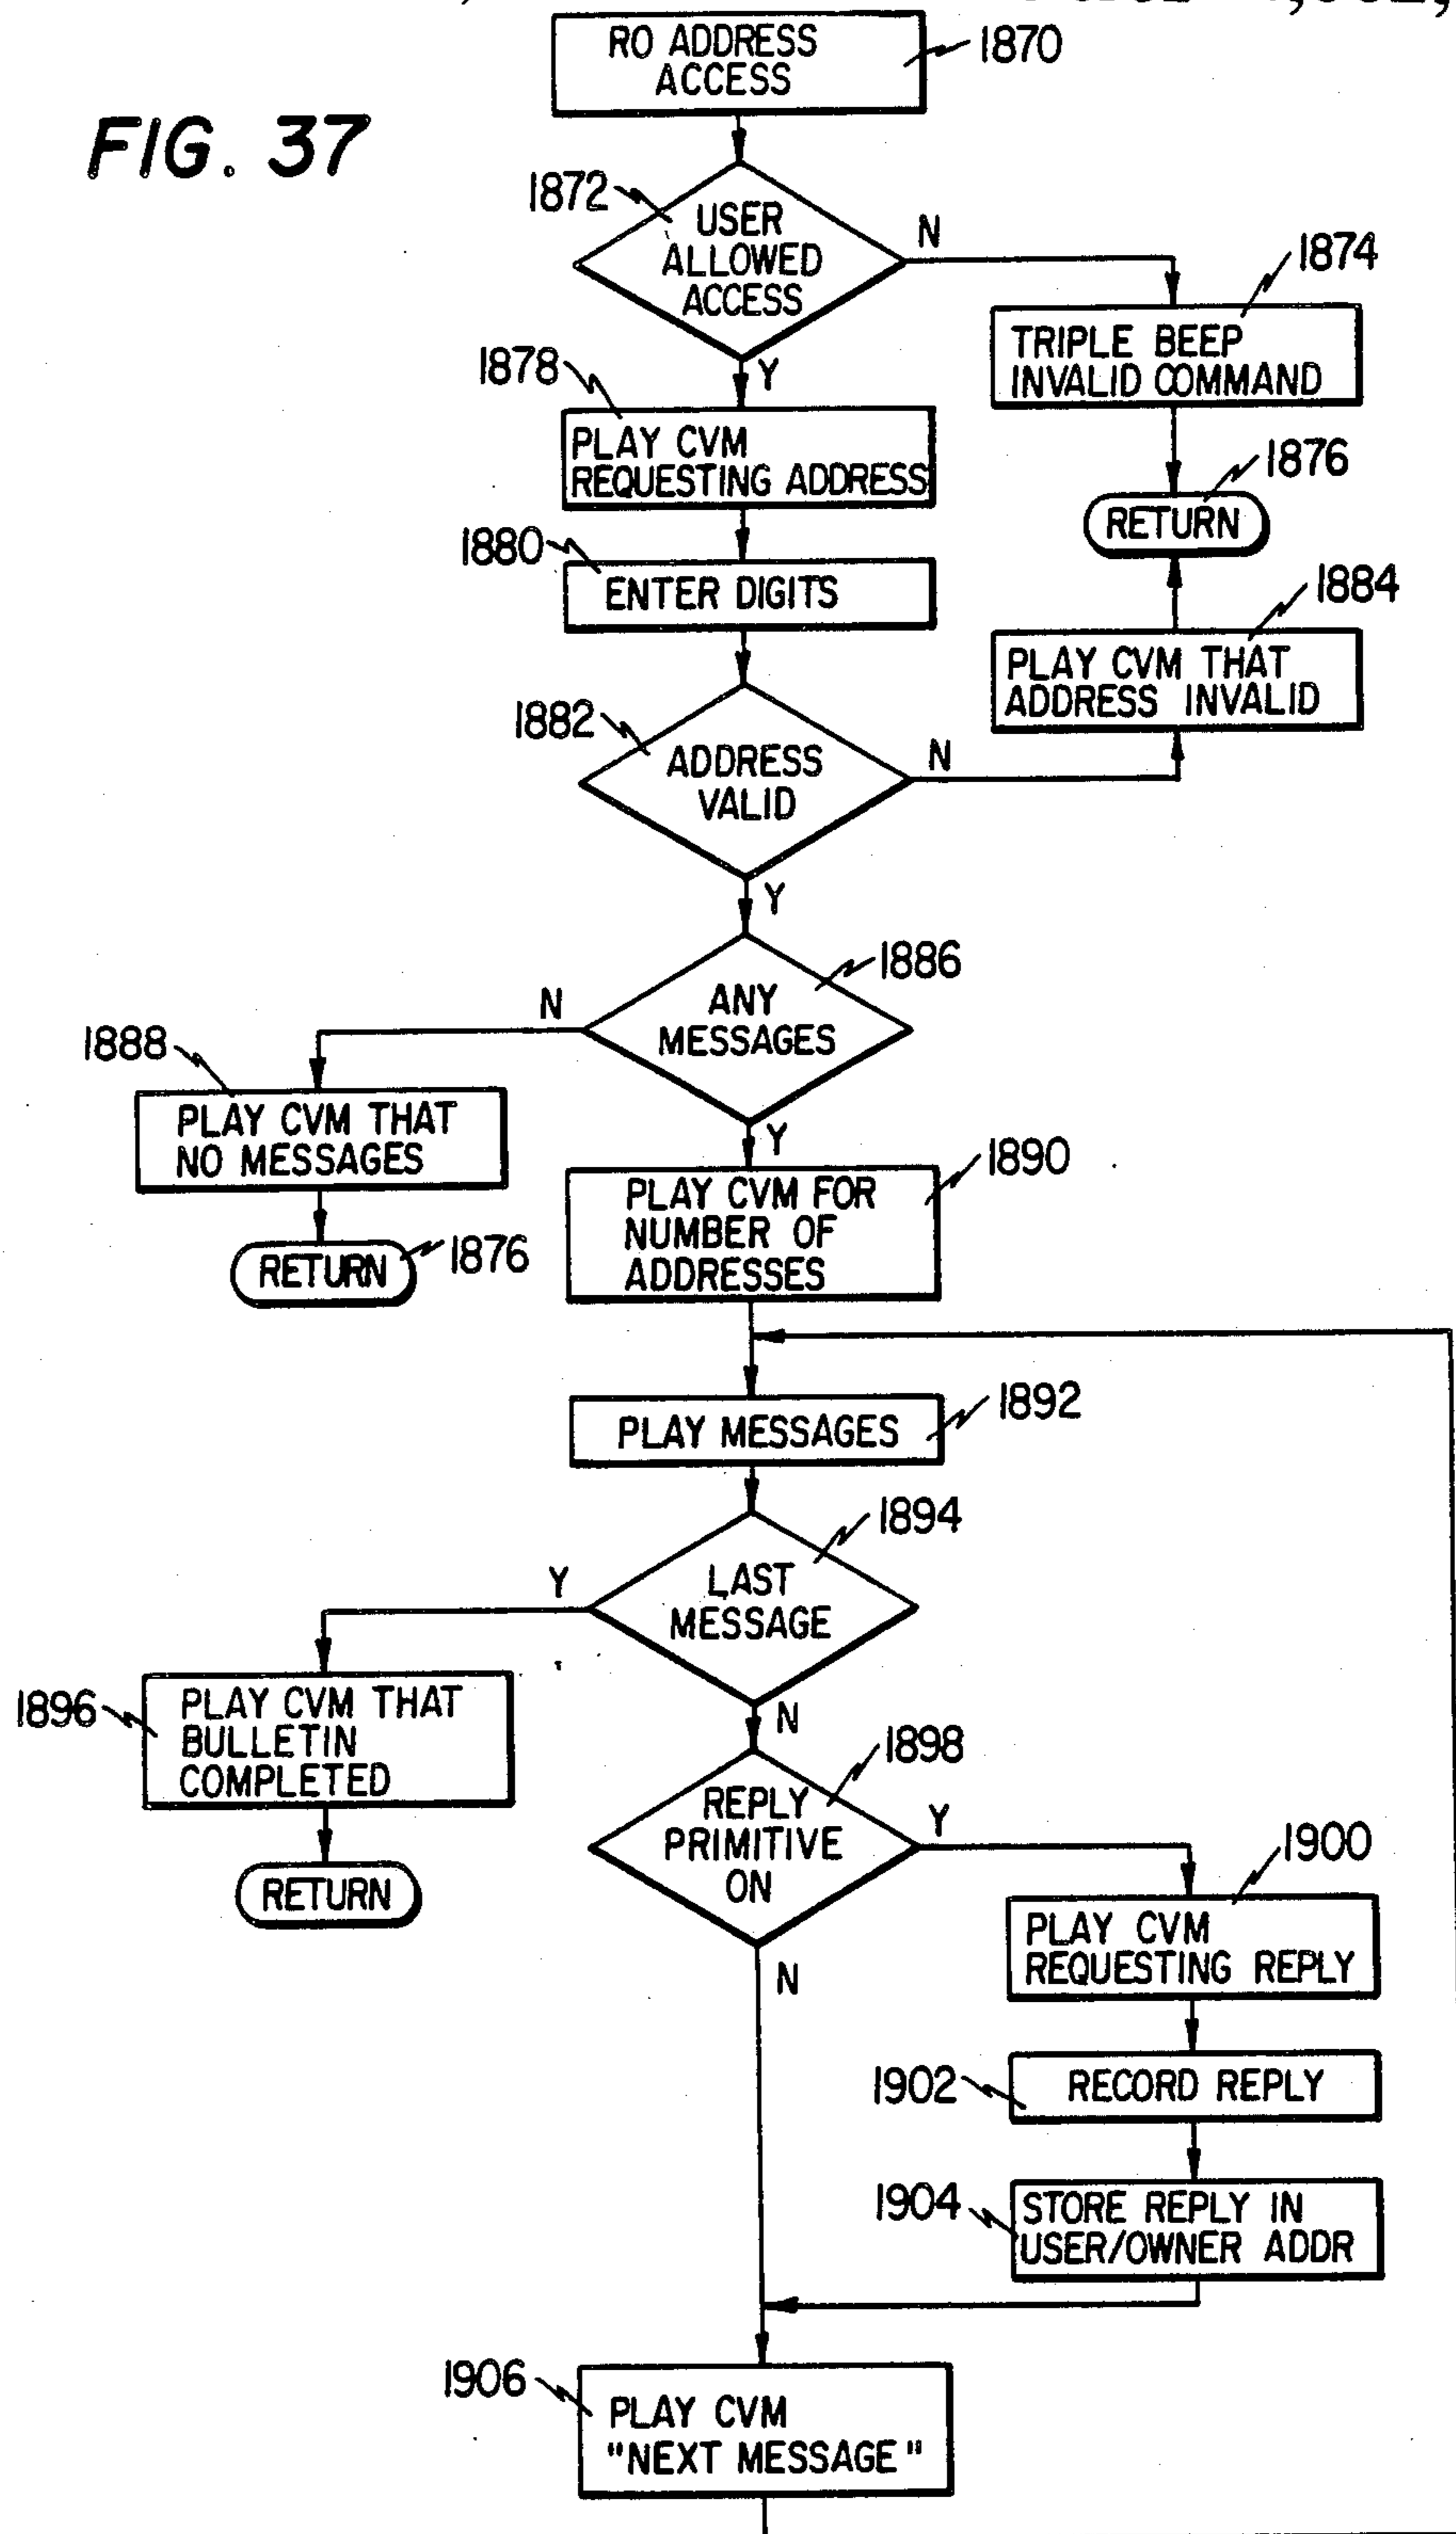 FIG. 37
RO ADDRESS
ACCESS
1870
1872
USER
ALLOWED
ACCESS
N
1874
TRIPLE BEEP
INVALID COMMAND
Y
1878
PLAY CVM
REQUESTING ADDRESS
1876
RETURN
1880
ENTER DIGITS
1884
PLAY CVM THAT
ADDRESS INVALID
1882
ADDRESS
VALID
N
Y
1886
ANY
MESSAGES
N
1888
PLAY CVM THAT
NO MESSAGES
Y
1890
PLAY CVM FOR
NUMBER OF
ADDRESSES
RETURN
1876
PLAY MESSAGES
1892
1894
LAST
MESSAGE
Y
1896
PLAY CVM THAT
BULLETIN
COMPLETED
N
1898
REPLY
PRIMITIVE
ON
Y
RETURN
1900
PLAY CVM
REQUESTING REPLY
N
1902
RECORD REPLY
1904
STORE REPLY IN
USER/OWNER ADDR
1906
PLAY CVM
"NEXT MESSAGE"